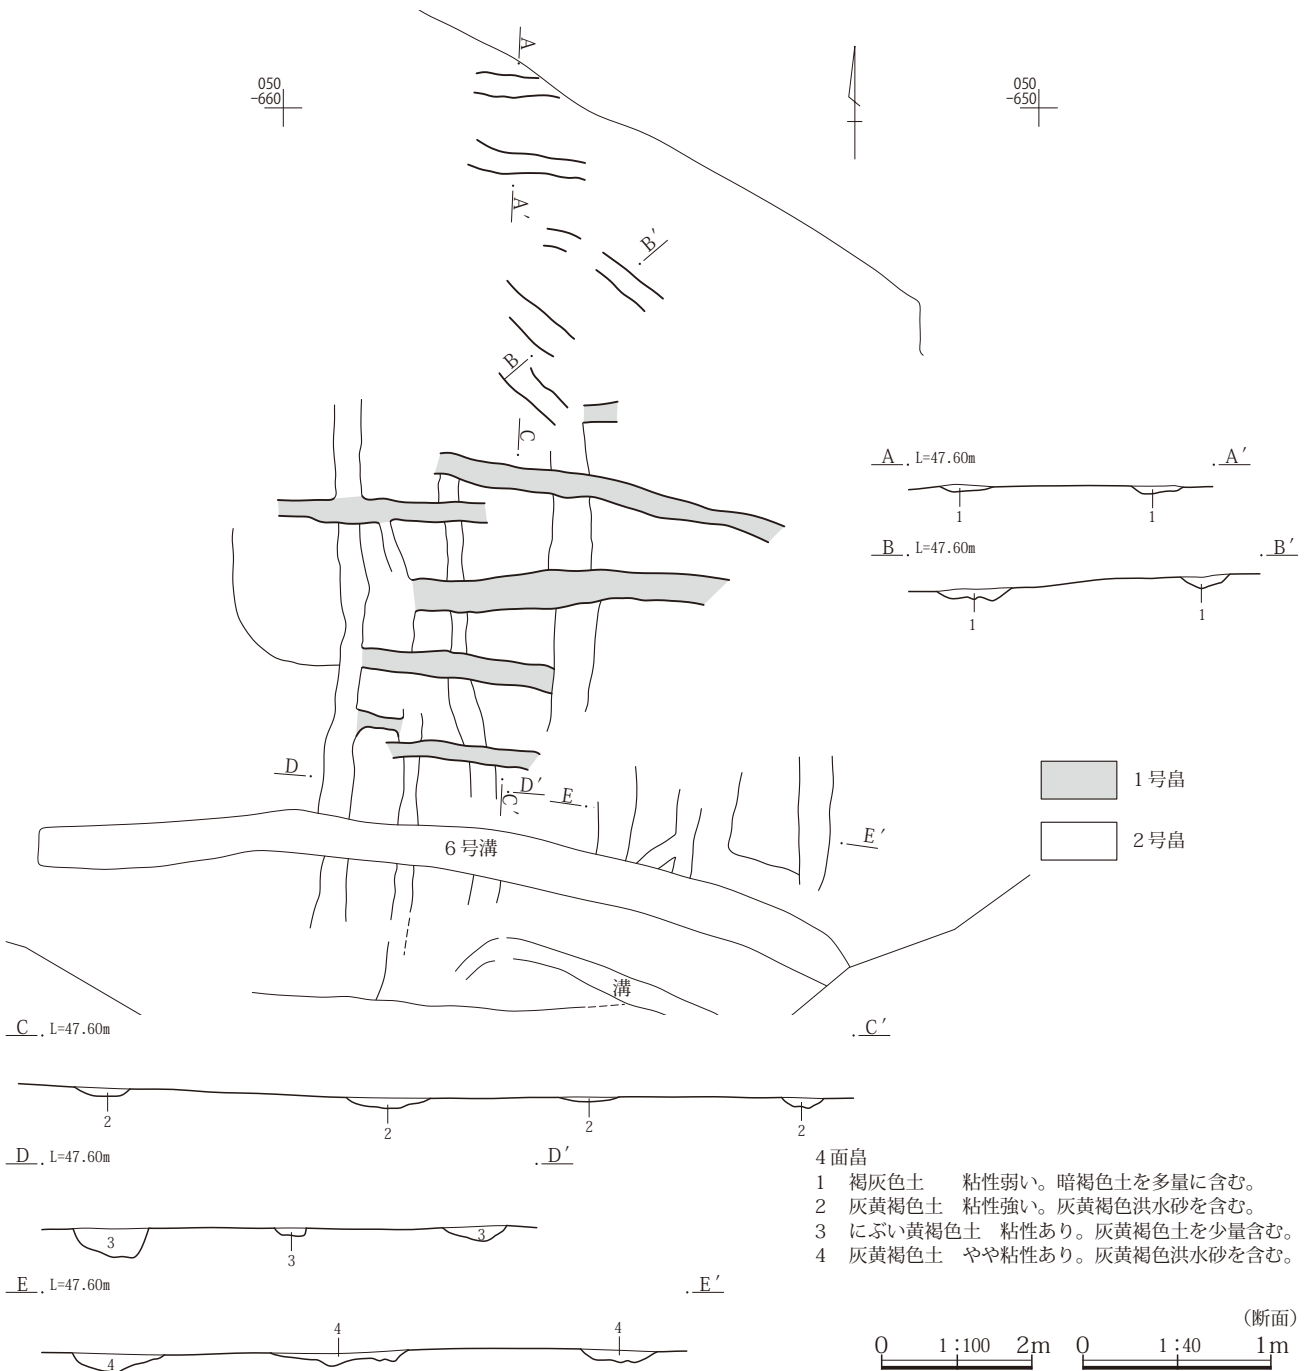 A
050
-660
050
-650
A′
B′
B
C
A . L=47.60m . A′
1 1
B . L=47.60m . B′
1 1
1号畠
D D′ E
C′
E′
2号畠
6号溝
溝
C . L=47.60m . C′
2 2 2 2
D . L=47.60m . D′
3 3 3
E . L=47.60m . E′
4 4 4
4面畠
1 褐灰色土 粘性弱い。暗褐色土を多量に含む。
2 灰黄褐色土 粘性強い。灰黄褐色洪水砂を含む。
3 にぶい黄褐色土 粘性あり。灰黄褐色土を少量含む。
4 灰黄褐色土 やや粘性あり。灰黄褐色洪水砂を含む。
(断面)
0 1:100 2m 0 1:40 1m